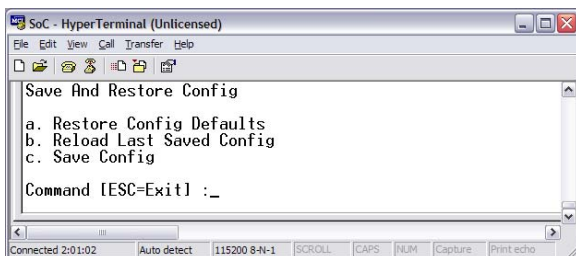 SoC - HyperTerminal (Unlicensed)
File Edit View Call Transfer Help
Save And Restore Config
a. Restore Config Defaults
b. Reload Last Saved Config
c. Save Config
Command [ESC=Exit] :_
Connected 2:01:02 Auto detect 115200 8-N-1 SCROLL CAPS NUM Capture Print echo